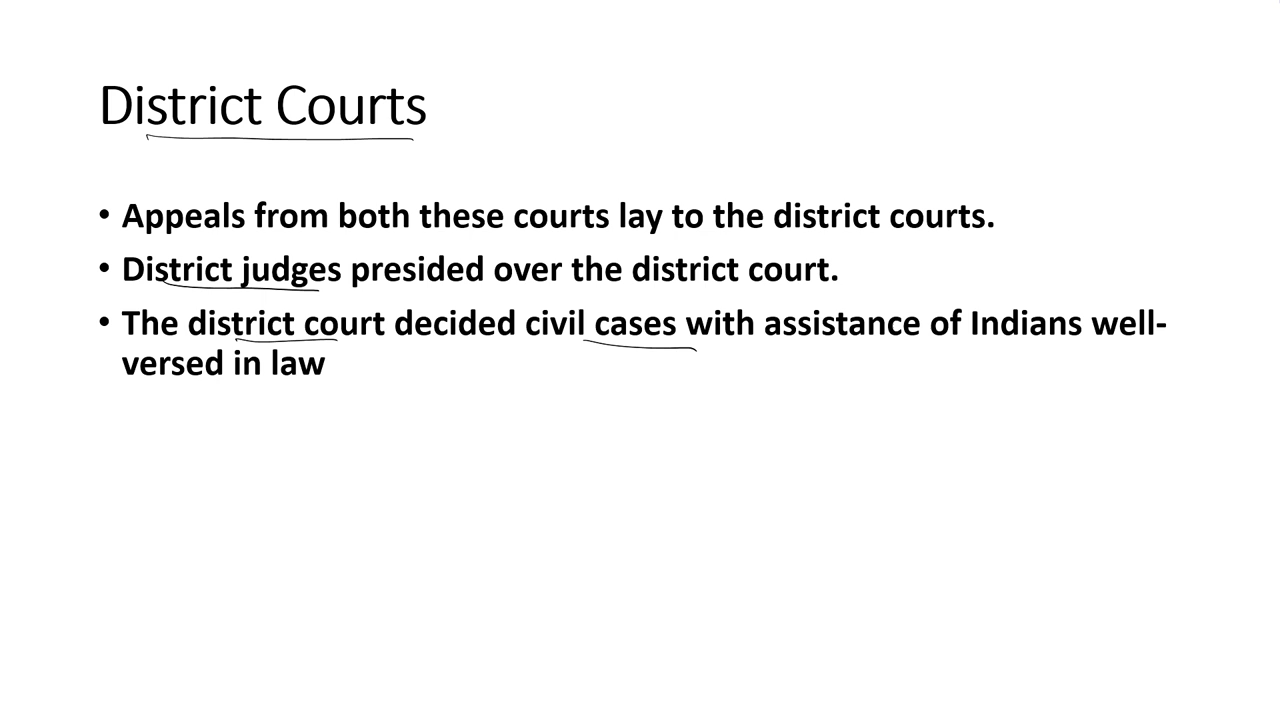 District Courts
• Appeals from both these courts lay to the district courts.
• District judges presided over the district court.
• The district court decided civil cases with assistance of Indians well-
versed in law